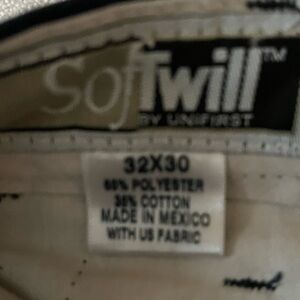 SofTwill™
BY UNIFIRST
32X30
65% POLYESTER
35% COTTON
MADE IN MEXICO
WITH US FABRIC